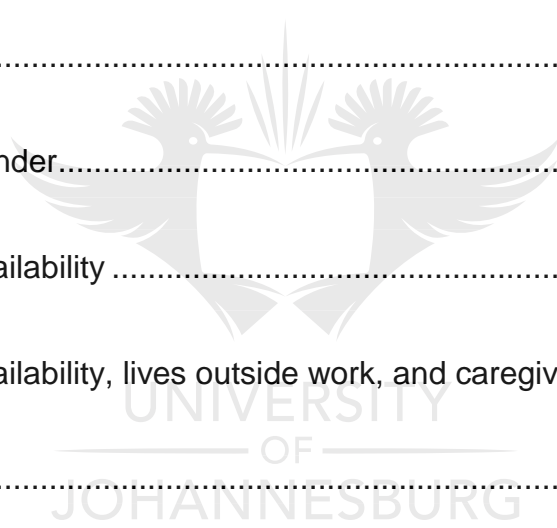 ....................................................................
nder..............................................................
ailability .......................................................
ailability, lives outside work, and caregiv
UNIVERSITY
OF
JOHANNESBURG
....................................................................